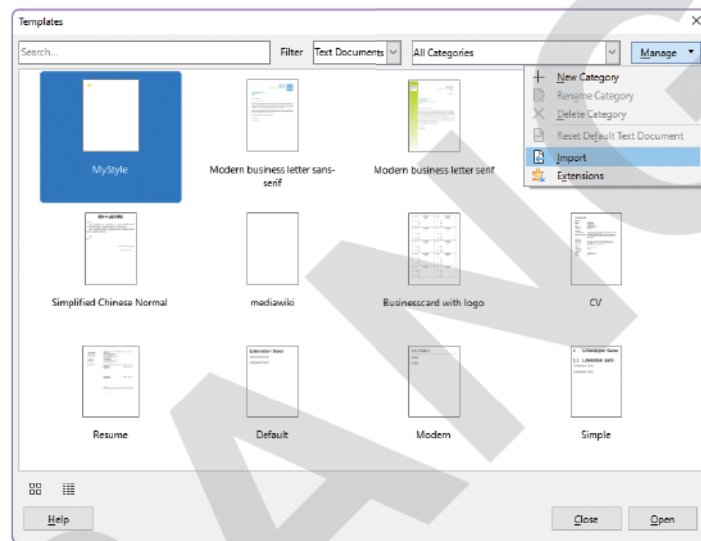 Templates
Search...
Filter
Text Documents
All Categories
Manage
New Category
Rename Category
Delete Category
Reset Default Text Document
Import
Extensions
MyStyle
Modern business letter sans-
serif
Modern business letter serif
Simplified Chinese Normal
mediawiki
Businesscard with logo
CV
Resume
Default
Modern
Simple
Help
Close
Open